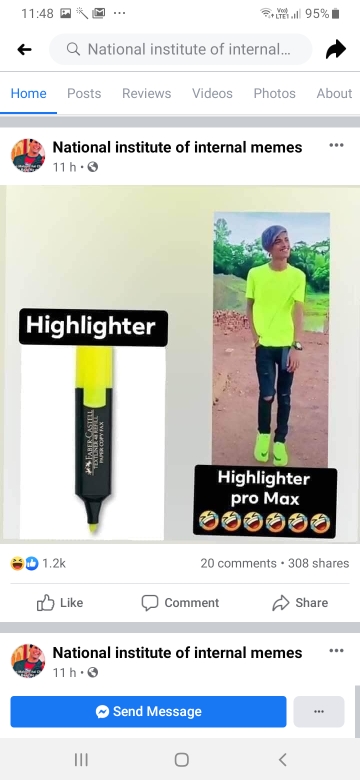 11:48
95%
National institute of internal...
Home Posts Reviews Videos Photos About
National institute of internal memes
11 h
Highlighter
FABER-CASTELL
TEXTLINER 48 REFILL
PAPER COPY FAX
Highlighter
pro Max
1.2k
20 comments • 308 shares
Like Comment Share
National institute of internal memes
11 h
Send Message